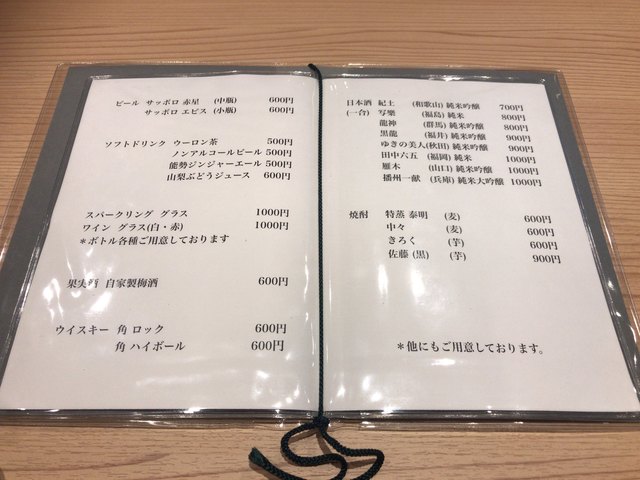 ビール サッポロ 赤星 (中瓶) 600円
サッポロ エビス (小瓶) 600円
ソフトドリンク ウーロン茶 500円
ノンアルコールビール 500円
能勢ジンジャーエール 500円
山梨ぶどうジュース 600円
スパークリング グラス 1000円
ワイン グラス(白・赤) 1000円
＊ボトル各種ご用意しております
果実酒 自家製梅酒 600円
ウイスキー 角 ロック 600円
角 ハイボール 600円
日本酒 紀土 (和歌山) 純米吟醸 700円
(一合) 写樂 (福島) 純米 800円
龍神 (群馬) 純米吟醸 800円
黒龍 (福井) 純米吟醸 900円
ゆきの美人(秋田) 純米吟醸 900円
田中六五 (福岡) 純米 1000円
雁木 (山口) 純米吟醸 1000円
播州一献 (兵庫) 純米大吟醸 1000円
焼酎 特蒸 泰明 (麦) 600円
中々 (麦) 600円
きろく (芋) 600円
佐藤 (黒) (芋) 900円
＊他にもご用意しております。